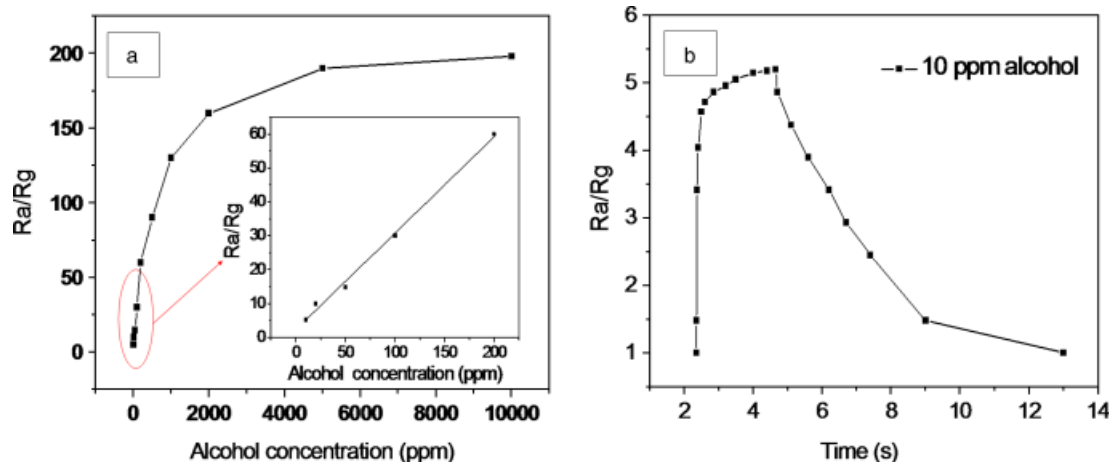 a
Ra/Rg
200
150
100
50
0
0 2000 4000 6000 8000 10000
Alcohol concentration (ppm)
Ra/Rg
60
50
40
30
20
10
0
0 50 100 150 200
Alcohol concentration (ppm)
b
10 ppm alcohol
Ra/Rg
6
5
4
3
2
1
2 4 6 8 10 12 14
Time (s)